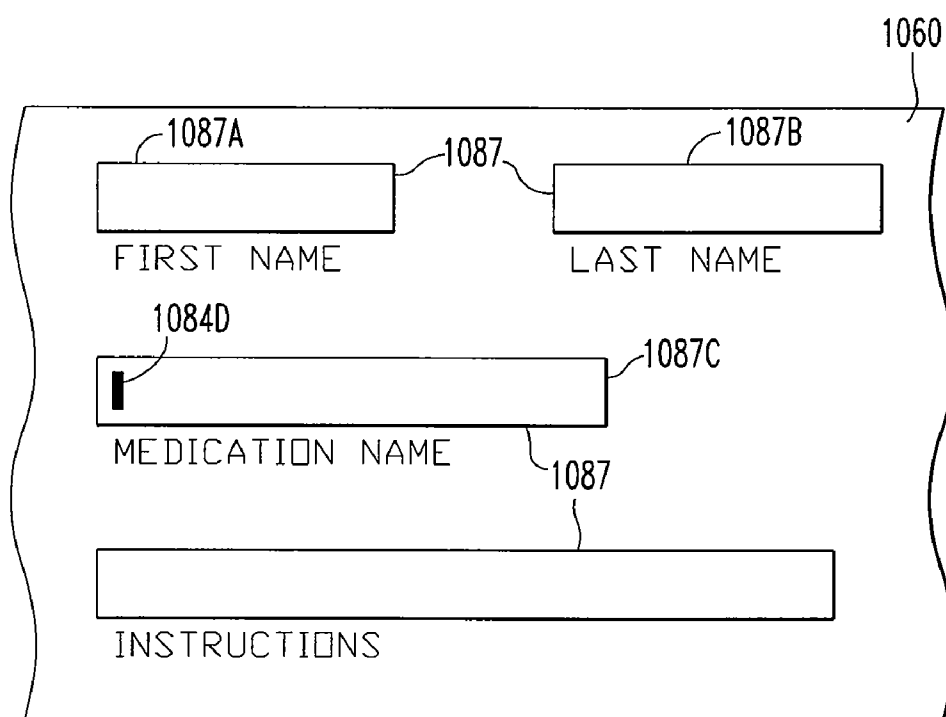 1060
1087A 1087 1087B
FIRST NAME LAST NAME
1084D
1087C
MEDICATION NAME
1087
INSTRUCTIONS